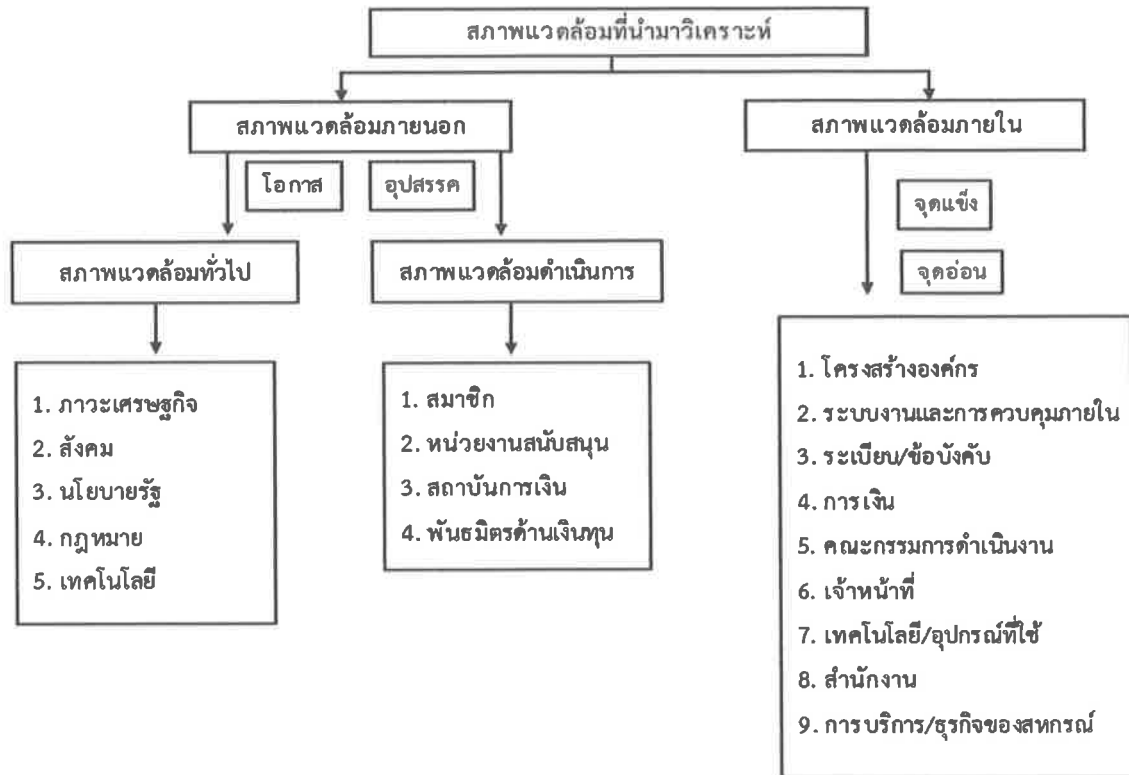 สภาพแวดล้อมที่นำมาวิเคราะห์
สภาพแวดล้อมภายนอก
สภาพแวดล้อมภายใน
โอกาส
อุปสรรค
จุดแข็ง
จุดอ่อน
สภาพแวดล้อมทั่วไป
สภาพแวดล้อมดำเนินการ
1. ภาวะเศรษฐกิจ
2. สังคม
3. นโยบายรัฐ
4. กฎหมาย
5. เทคโนโลยี
1. สมาชิก
2. หน่วยงานสนับสนุน
3. สถาบันการเงิน
4. พันธมิตรด้านเงินทุน
1. โครงสร้างองค์กร
2. ระบบงานและการควบคุมภายใน
3. ระเบียบ/ข้อบังคับ
4. การเงิน
5. คณะกรรมการดำเนินงาน
6. เจ้าหน้าที่
7. เทคโนโลยี/อุปกรณ์ที่ใช้
8. สำนักงาน
9. การบริการ/ธุรกิจของสหกรณ์